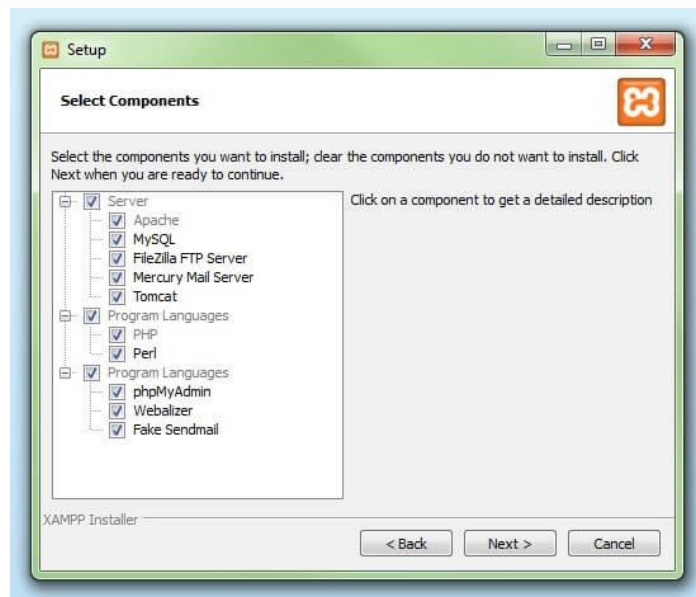 Setup
Select Components
Select the components you want to install; clear the components you do not want to install. Click
Next when you are ready to continue.
Server
Apache
MySQL
FileZilla FTP Server
Mercury Mail Server
Tomcat
Program Languages
PHP
Perl
Program Languages
phpMyAdmin
Webalizer
Fake Sendmail
Click on a component to get a detailed description
XAMPP Installer
< Back
Next >
Cancel